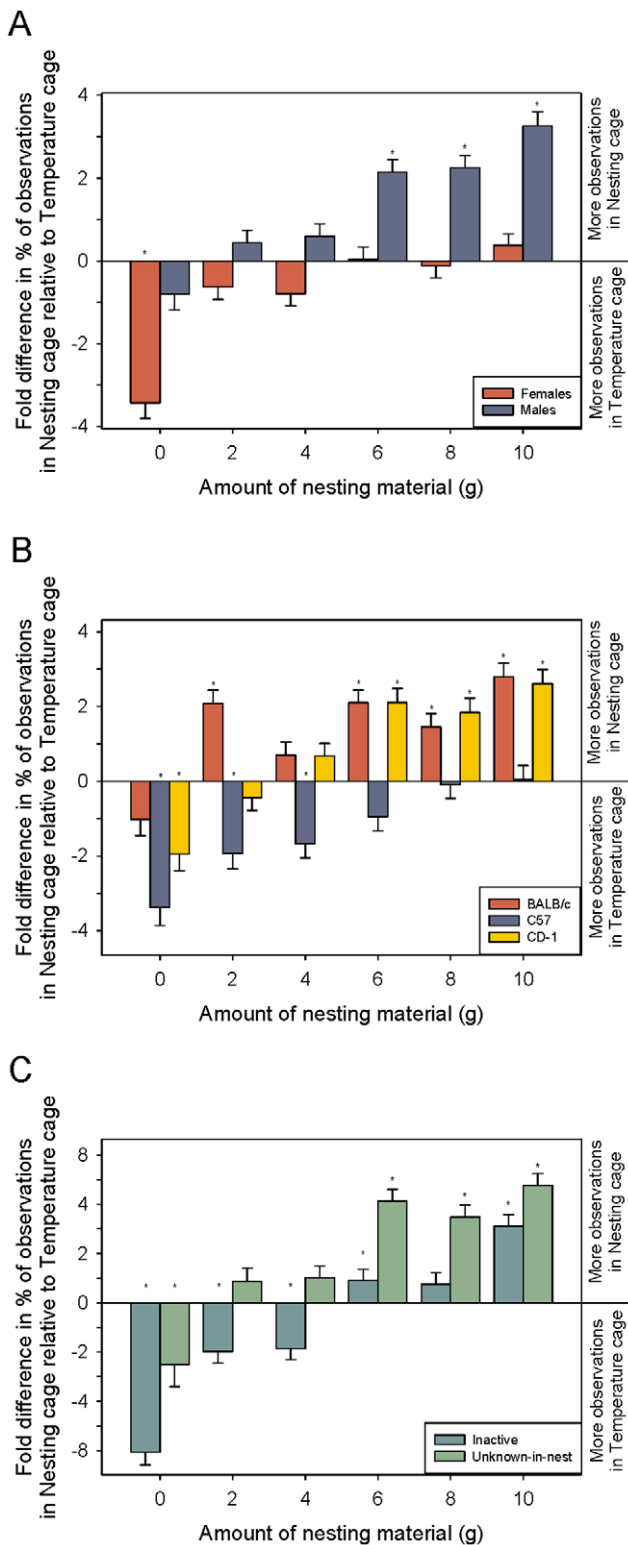 A
Fold difference in % of observations
in Nesting cage relative to Temperature cage
4
2
0
-2
-4
*
*
*
*
More observations
in Nesting cage
More observations
in Temperature cage
Females
Males
0 2 4 6 8 10
Amount of nesting material (g)
B
Fold difference in % of observations
in Nesting cage relative to Temperature cage
4
2
0
-2
-4
* * * * * * * * * * *
More observations
in Nesting cage
More observations
in Temperature cage
BALB/c
C57
CD-1
0 2 4 6 8 10
Amount of nesting material (g)
C
Fold difference in % of observations
in Nesting cage relative to Temperature cage
8
4
2
0
-2
-4
-8
* * * * * * * * *
More observations
in Nesting cage
More observations
in Temperature cage
Inactive
Unknown-in-nest
0 2 4 6 8 10
Amount of nesting material (g)